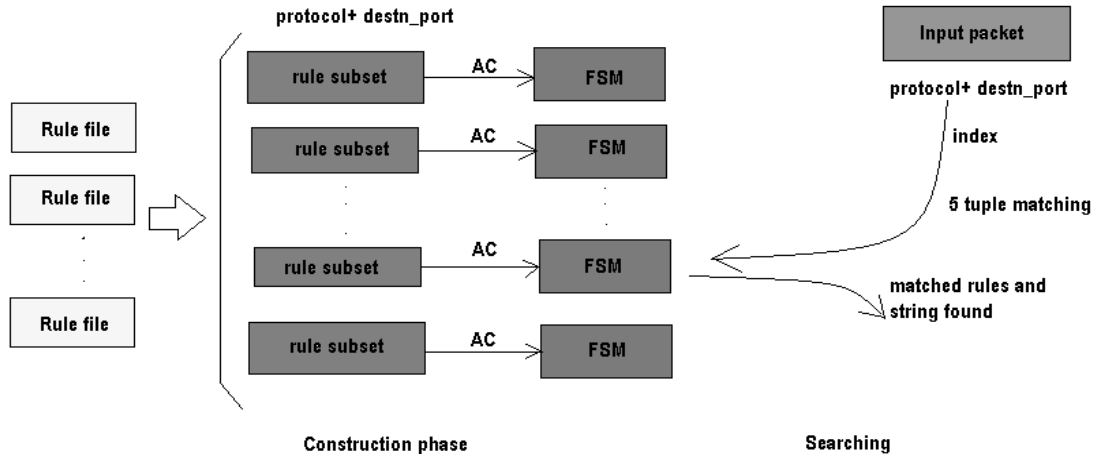 protocol+ destn_port
Input packet
rule subset
AC
FSM
protocol+ destn_port
Rule file
index
rule subset
AC
FSM
Rule file
5 tuple matching
rule subset
AC
FSM
matched rules and
string found
Rule file
rule subset
AC
FSM
Construction phase
Searching